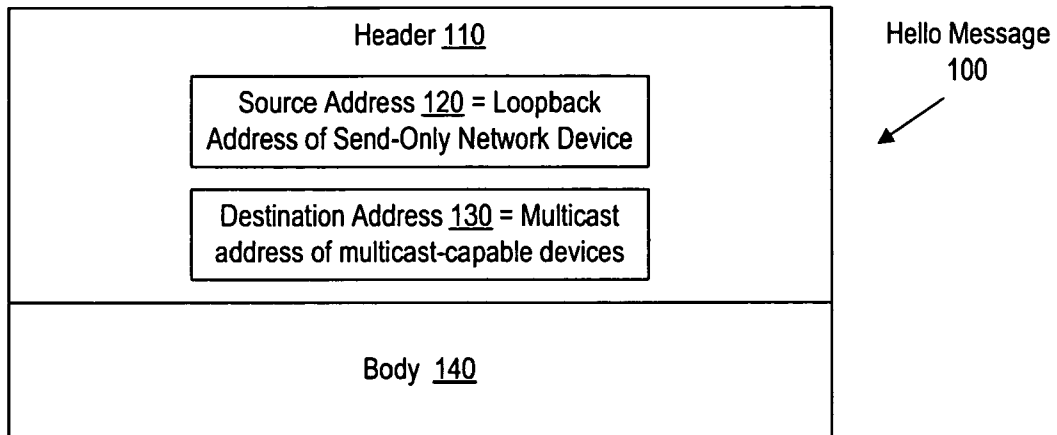 Header 110
Hello Message
100
Source Address 120 = Loopback
Address of Send-Only Network Device
Destination Address 130 = Multicast
address of multicast-capable devices
Body 140